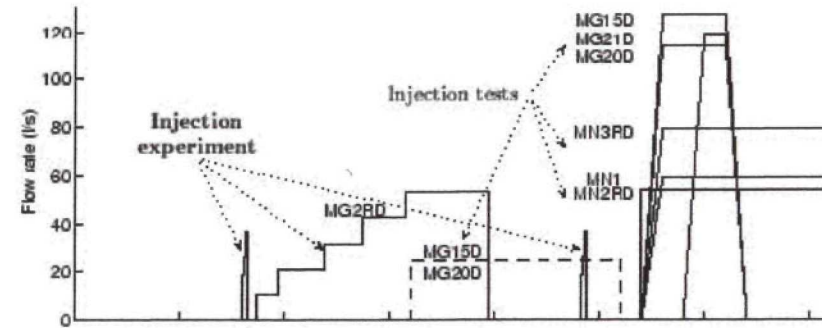 120
100
80
60
40
20
0
Flow rate (l/s)
Injection
experiment
MG2RD
Injection tests
MG15D
MG20D
MG15D
MG21D
MG20D
MN3RD
MN1
MN2RD